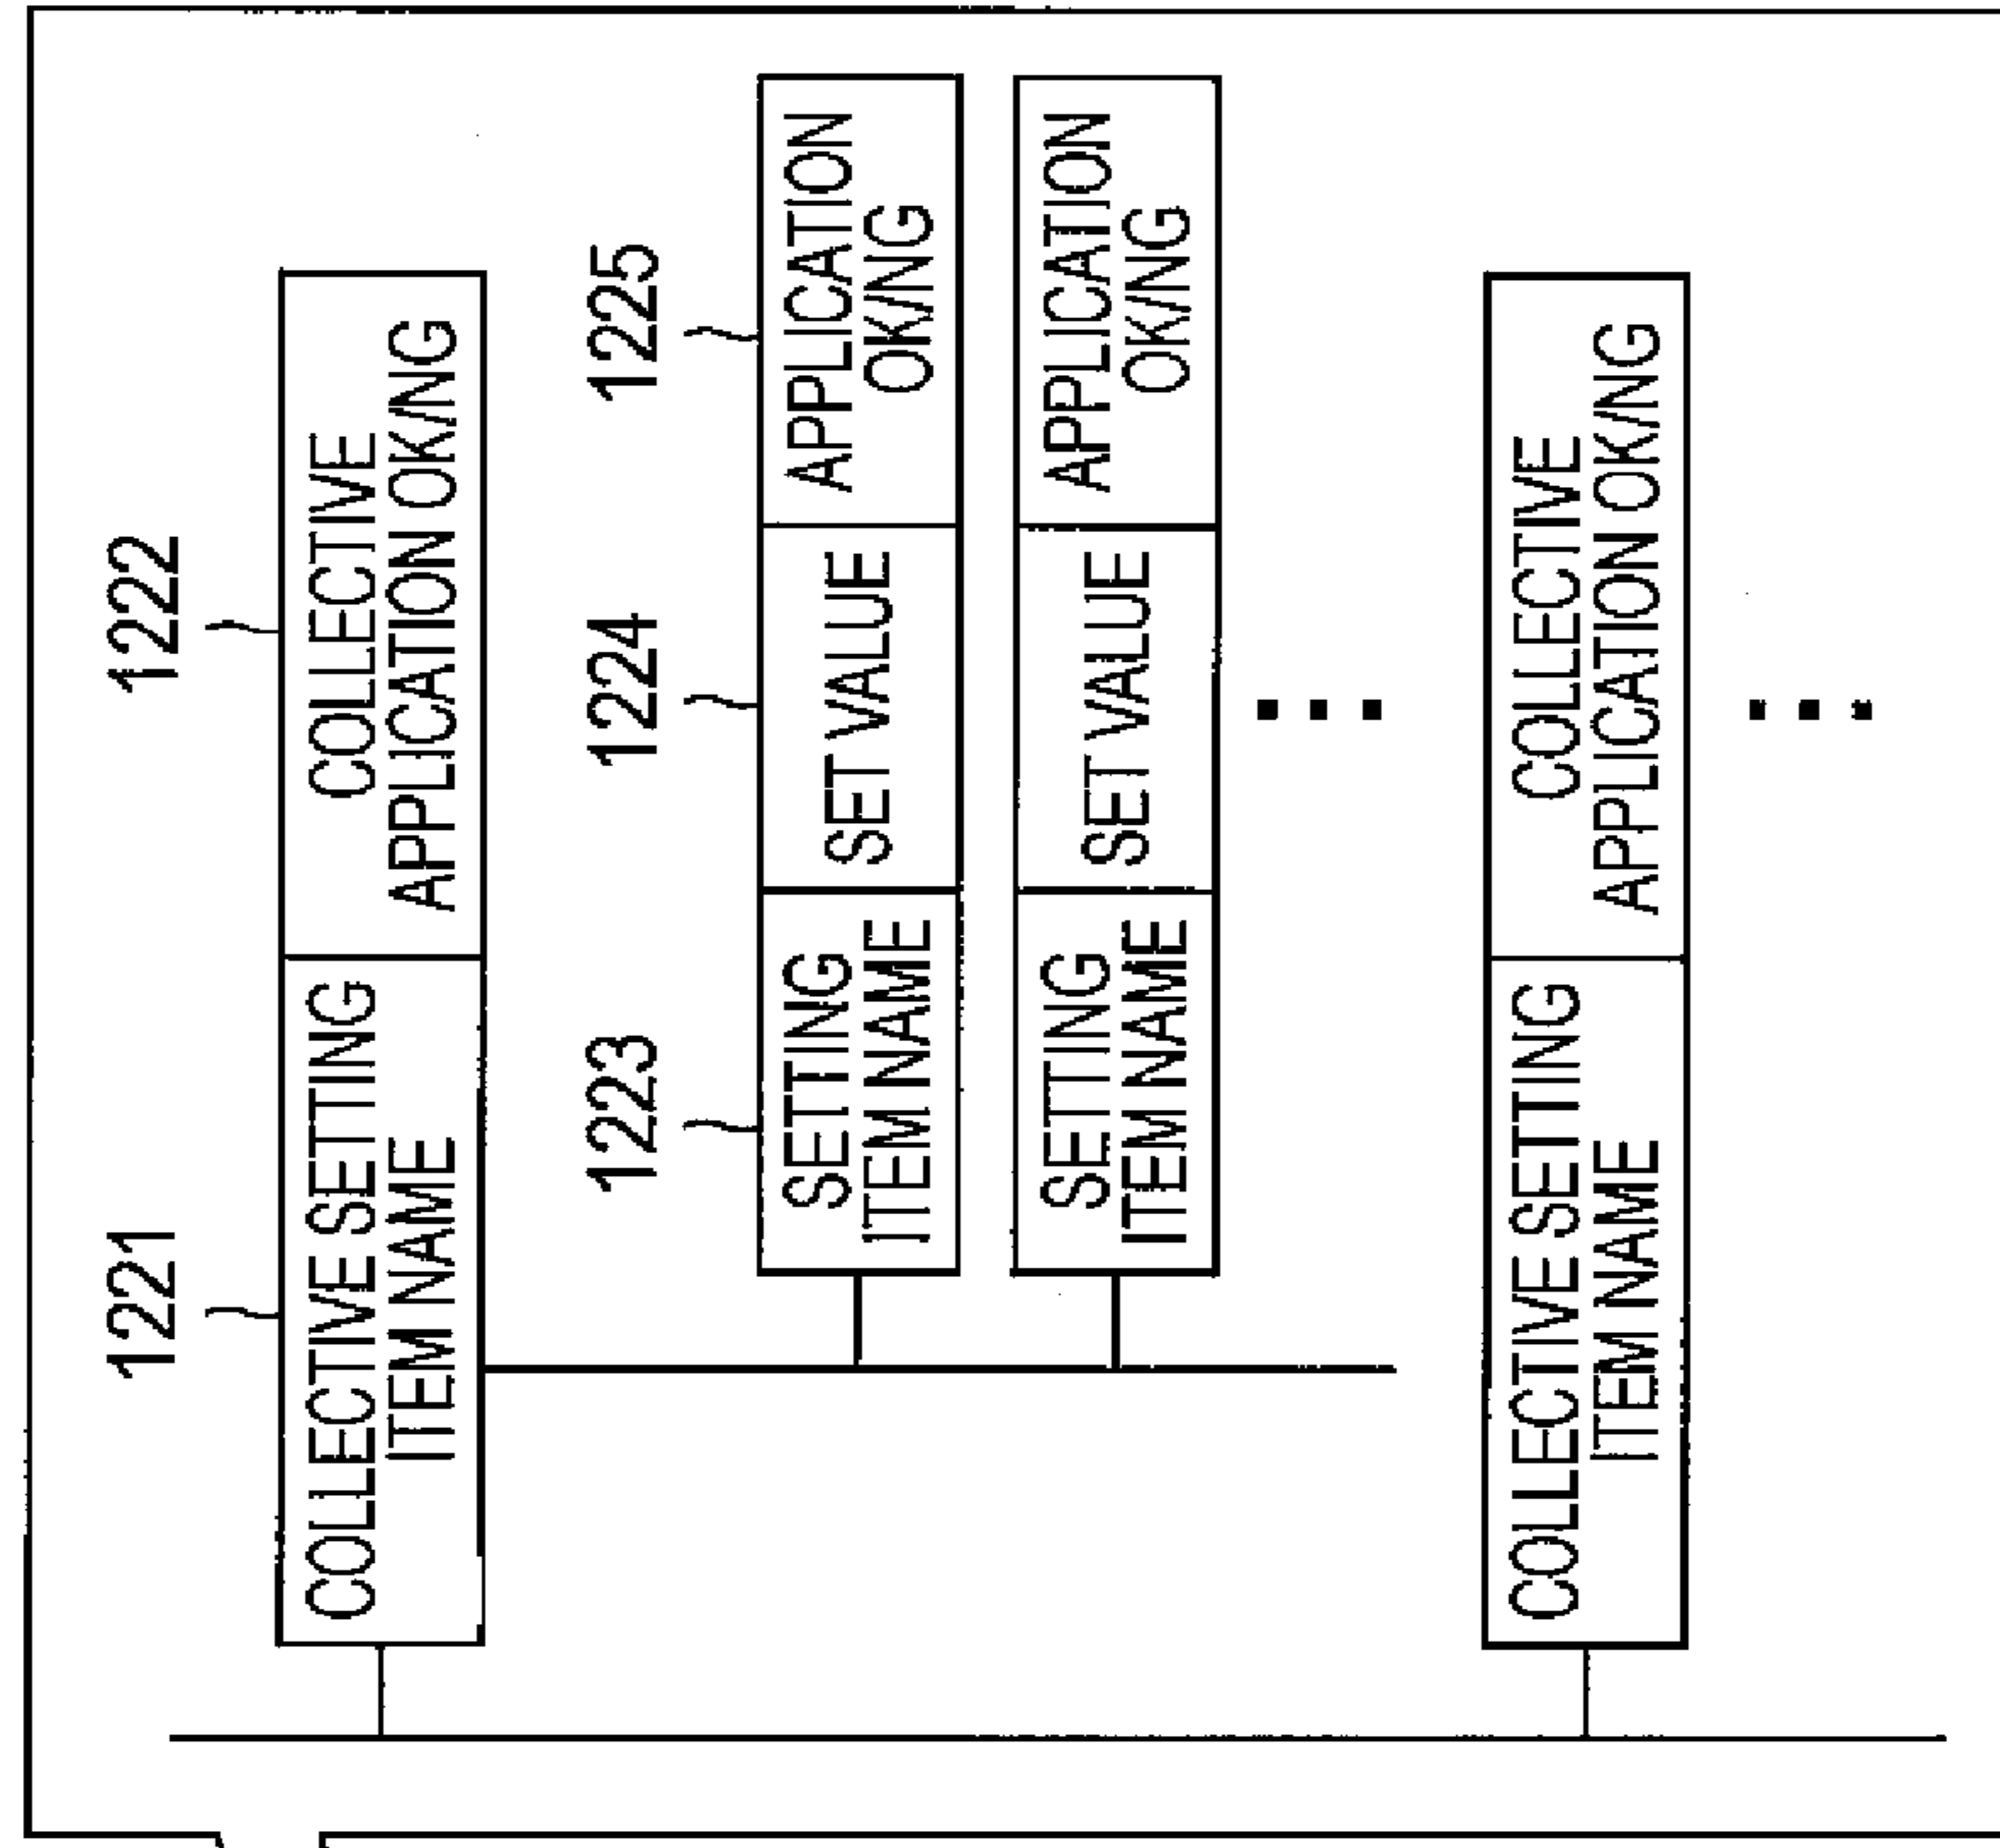 1221
1222
COLLECTIVE SETTING
ITEM NAME
COLLECTIVE
APPLICATION OK/NG
1223
1224
1225
SETTING
ITEM NAME
SET VALUE
APPLICATION
OK/NG
SETTING
ITEM NAME
SET VALUE
APPLICATION
OK/NG
COLLECTIVE SETTING
ITEM NAME
COLLECTIVE
APPLICATION OK/NG